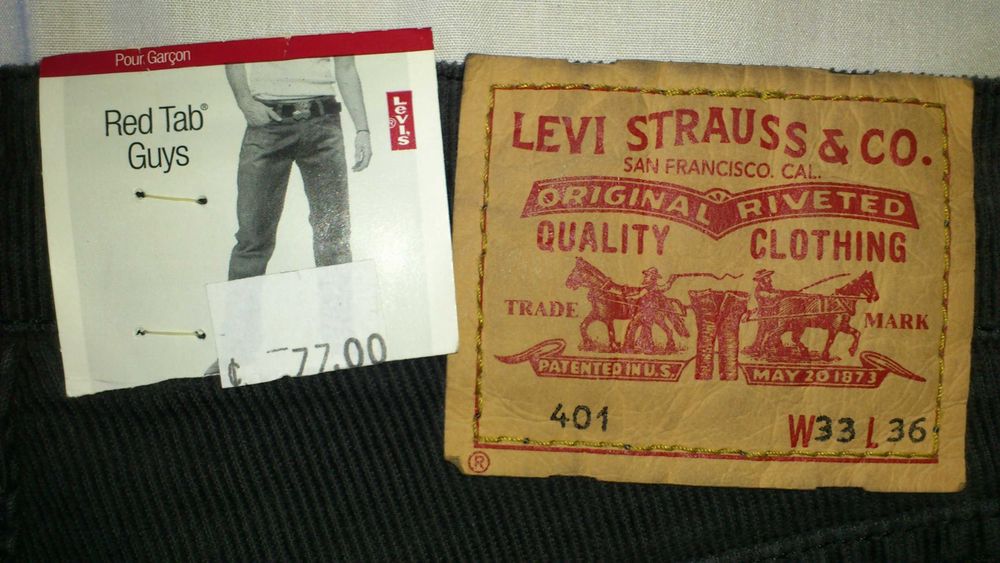 Pour Garçon
Red Tab®
Guys
Levi's
®
¢ 77.00
LEVI STRAUSS & CO.
SAN FRANCISCO. CAL.
ORIGINAL RIVETED
QUALITY CLOTHING
TRADE MARK
PATENTED IN U.S. MAY 20 1873
401 W33 L36
®